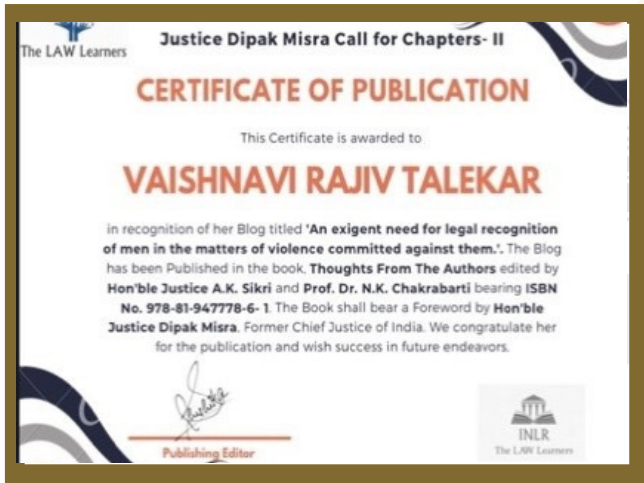 The LAW Learners
Justice Dipak Misra Call for Chapters- II
CERTIFICATE OF PUBLICATION
This Certificate is awarded to
VAISHNAVI RAJIV TALEKAR
in recognition of her Blog titled 'An exigent need for legal recognition
of men in the matters of violence committed against them.'. The Blog
has been Published in the book, Thoughts From The Authors edited by
Hon'ble Justice A.K. Sikri and Prof. Dr. N.K. Chakrabarti bearing ISBN
No. 978-81-947778-6- 1. The Book shall bear a Foreword by Hon'ble
Justice Dipak Misra, Former Chief Justice of India. We congratulate her
for the publication and wish success in future endeavors.
Publishing Editor
INLR
The LAW Learners